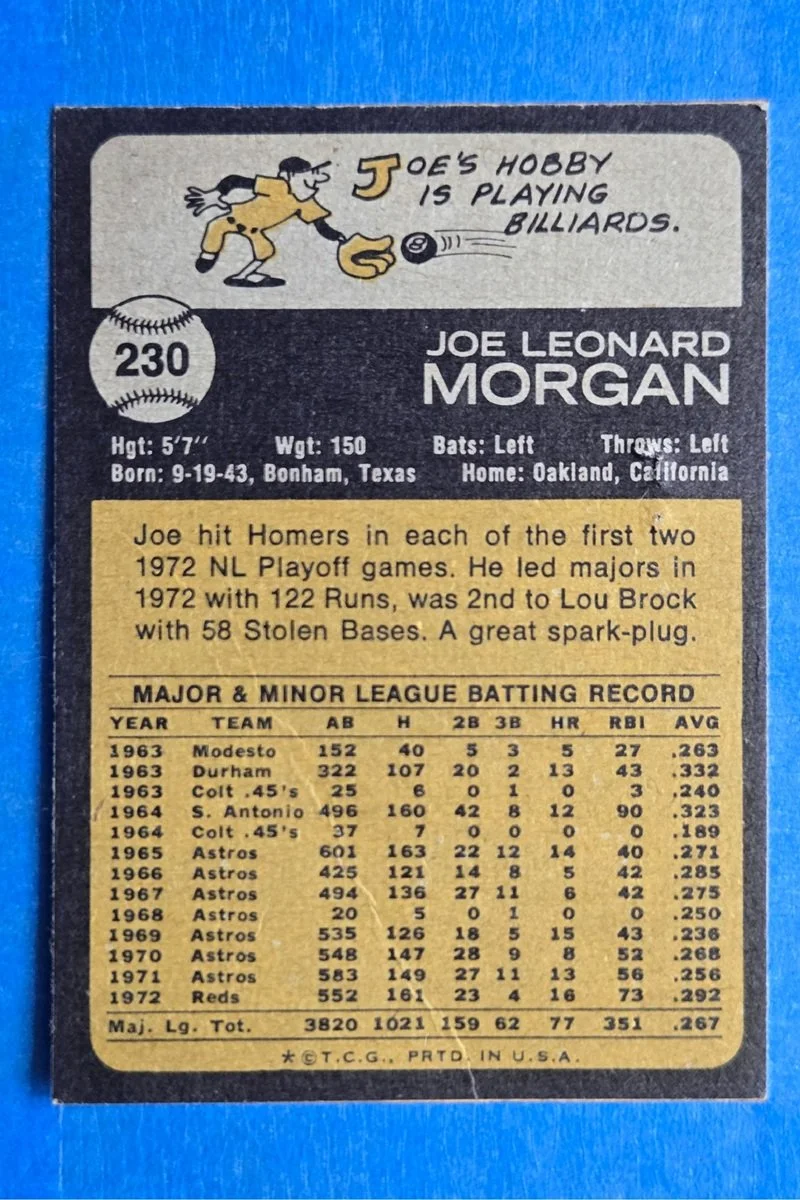 JOE'S HOBBY
IS PLAYING
BILLIARDS.
8
230
JOE LEONARD
MORGAN
Hgt: 5'7" Wgt: 150 Bats: Left Throws: Left
Born: 9-19-43, Bonham, Texas Home: Oakland, California
Joe hit Homers in each of the first two
1972 NL Playoff games. He led majors in
1972 with 122 Runs, was 2nd to Lou Brock
with 58 Stolen Bases. A great spark-plug.
MAJOR & MINOR LEAGUE BATTING RECORD
YEAR TEAM AB H 2B 3B HR RBI AVG
1963 Modesto 152 40 5 3 5 27 .263
1963 Durham 322 107 20 2 13 43 .332
1963 Colt .45's 25 6 0 1 0 3 .240
1964 S. Antonio 496 160 42 8 12 90 .323
1964 Colt .45's 37 7 0 0 0 0 .189
1965 Astros 601 163 22 12 14 40 .271
1966 Astros 425 121 14 8 5 42 .285
1967 Astros 494 136 27 11 6 42 .275
1968 Astros 20 5 0 1 0 0 .250
1969 Astros 535 126 18 5 15 43 .236
1970 Astros 548 147 28 9 8 52 .268
1971 Astros 583 149 27 11 13 56 .256
1972 Reds 552 161 23 4 16 73 .292
Maj. Lg. Tot. 3820 1021 159 62 77 351 .267
*©T.C.G., PRTD. IN U.S.A.